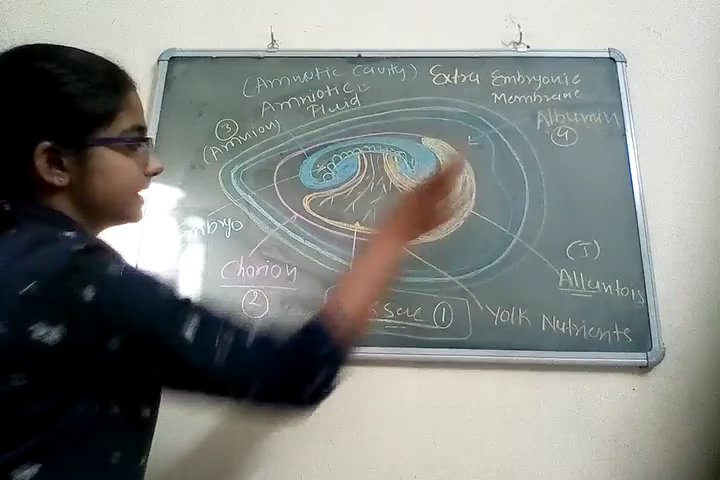 (Amniotic Cavity)
Extra Embryonic
Membrane
Amniotic
Fluid
Albumin
4
3
(Amnion)
Embryo
Chorion
2
Sac 1
(J)
Allantois
Yolk Nutrients